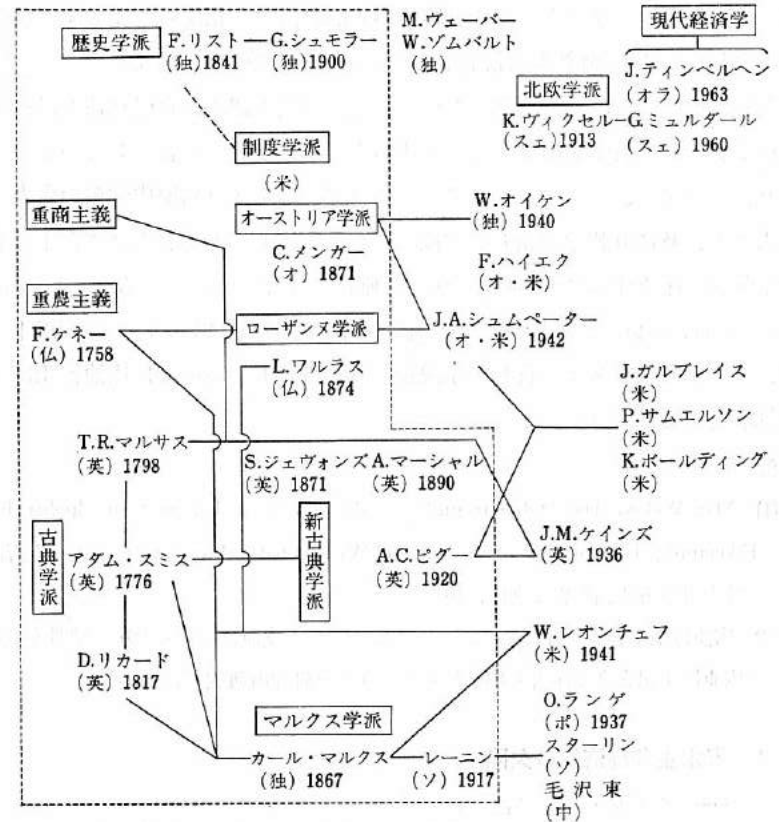 M.ヴェーバー
現代経済学
歴史学派
F.リスト—G.シュモラー
W.ゾムバルト
(独)1841 (独)1900
(独)
J.ティンベルヘン
北欧学派
(オラ) 1963
K.ヴィクセル—G.ミュルダール
(スエ)1913 (スェ) 1960
制度学派
(米)
重商主義
オーストリア学派
W.オイケン
(独) 1940
C.メンガー
(オ) 1871
F.ハイエク
(オ・米)
重農主義
F.ケネー
(仏) 1758
ローザンヌ学派
J.A.シュムペーター
(オ・米) 1942
L.ワルラス
(仏) 1874
J.ガルブレイス
(米)
P.サムエルソン
(米)
K.ボールディング
(米)
T.R.マルサス
(英) 1798
S.ジェヴォンズ A.マーシャル
(英) 1871 (英) 1890
古典学派
アダム・スミス
(英) 1776
新古典学派
A.C.ピグー
(英) 1920
J.M.ケインズ
(英) 1936
D.リカード
(英) 1817
W.レオンチェフ
(米) 1941
マルクス学派
O.ランゲ
(ポ) 1937
カール・マルクス
(独) 1867
レーニン
(ソ) 1917
スターリン
(ソ)
毛沢東
(中)